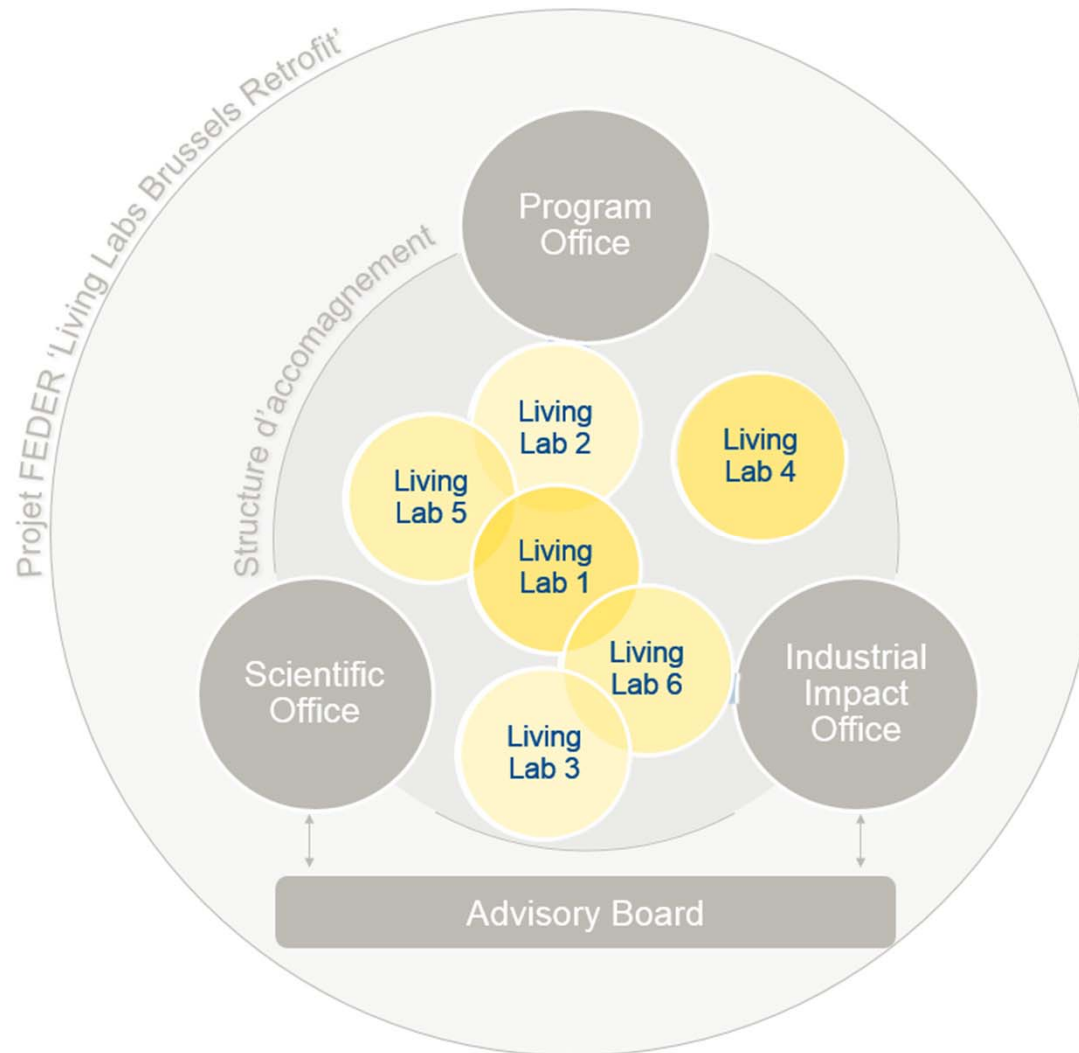 Projet FEDER ‘Living Labs Brussels Retrofit’
Structure d’accomagnement
Program
Office
Living
Lab 2
Living
Lab 4
Living
Lab 5
Living
Lab 1
Living
Lab 6
Scientific
Office
Industrial
Impact
Office
Living
Lab 3
Advisory Board